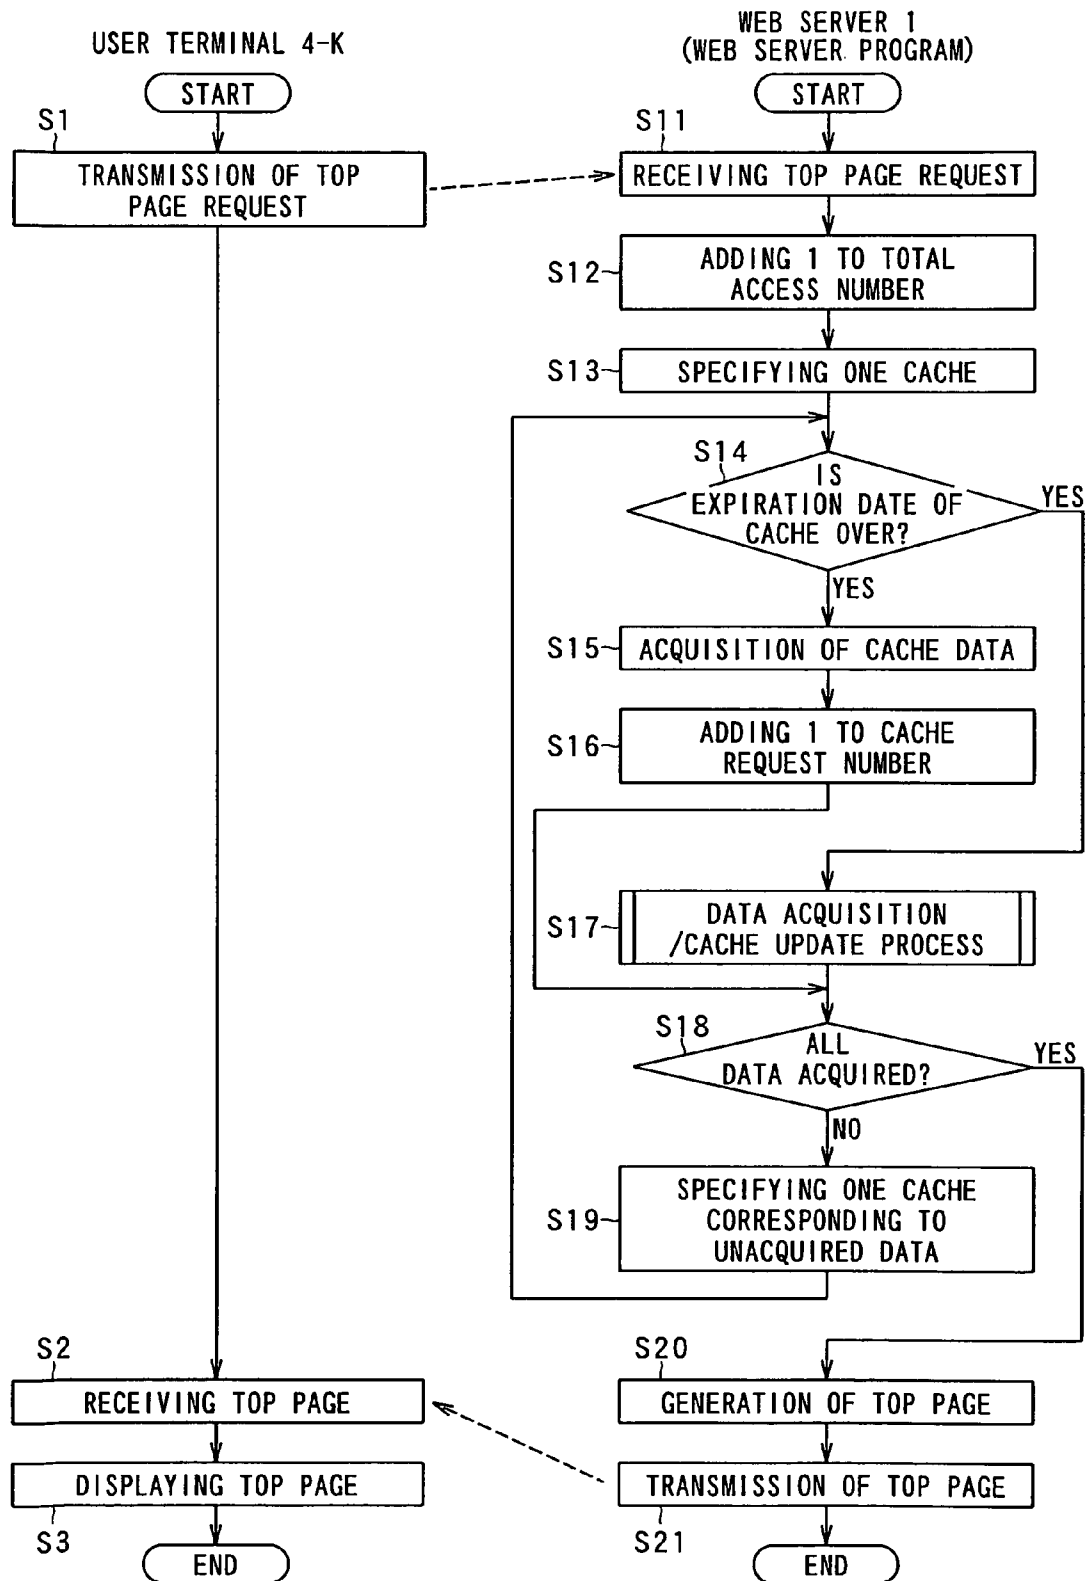 USER TERMINAL 4-K
WEB SERVER 1
(WEB SERVER PROGRAM)
START
START
S1
TRANSMISSION OF TOP
PAGE REQUEST
S11
RECEIVING TOP PAGE REQUEST
S12
ADDING 1 TO TOTAL
ACCESS NUMBER
S13
SPECIFYING ONE CACHE
S14
IS
EXPIRATION DATE OF
CACHE OVER?
YES
YES
S15
ACQUISITION OF CACHE DATA
S16
ADDING 1 TO CACHE
REQUEST NUMBER
S17
DATA ACQUISITION
/CACHE UPDATE PROCESS
S18
ALL
DATA ACQUIRED?
YES
NO
S19
SPECIFYING ONE CACHE
CORRESPONDING TO
UNACQUIRED DATA
S2
RECEIVING TOP PAGE
S20
GENERATION OF TOP PAGE
DISPLAYING TOP PAGE
S3
TRANSMISSION OF TOP PAGE
S21
END
END